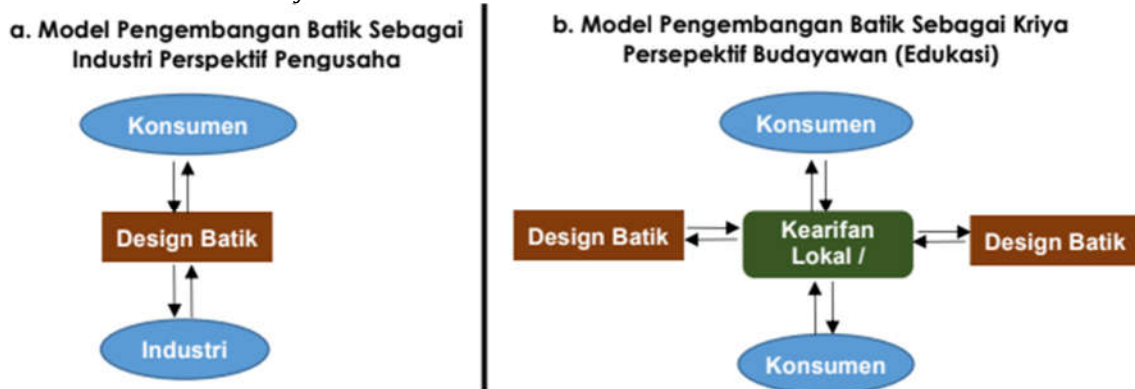 a. Model Pengembangan Batik Sebagai
Industri Perspektif Pengusaha
Konsumen
Design Batik
Industri
b. Model Pengembangan Batik Sebagai Kriya
Persepektif Budayawan (Edukasi)
Konsumen
Design Batik
Kearifan
Lokal /
Design Batik
Konsumen